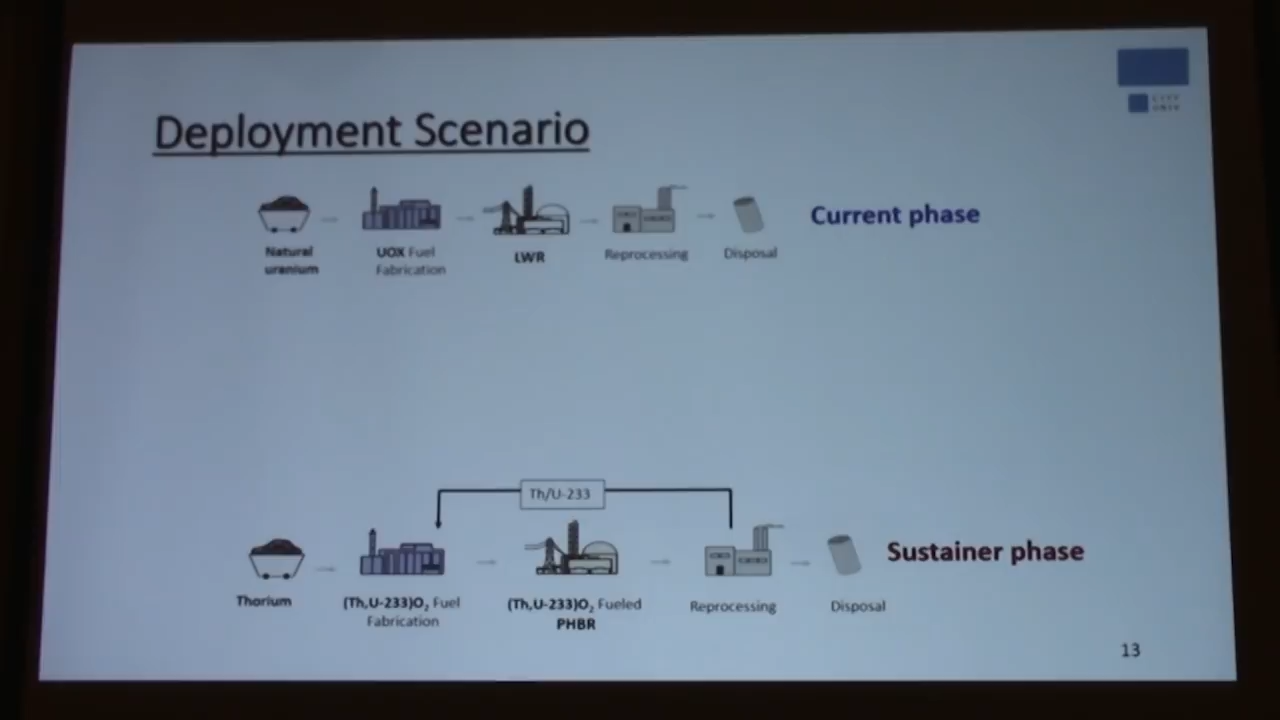 Deployment Scenario
Natural
uranium
UOX Fuel
Fabrication
LWR
Reprocessing
Disposal
Current phase
Th/U-233
Thorium
(Th,U-233)O₂ Fuel
Fabrication
(Th,U-233)O₂ Fueled
PHBR
Reprocessing
Disposal
Sustainer phase
13